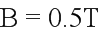 B = 0.5T